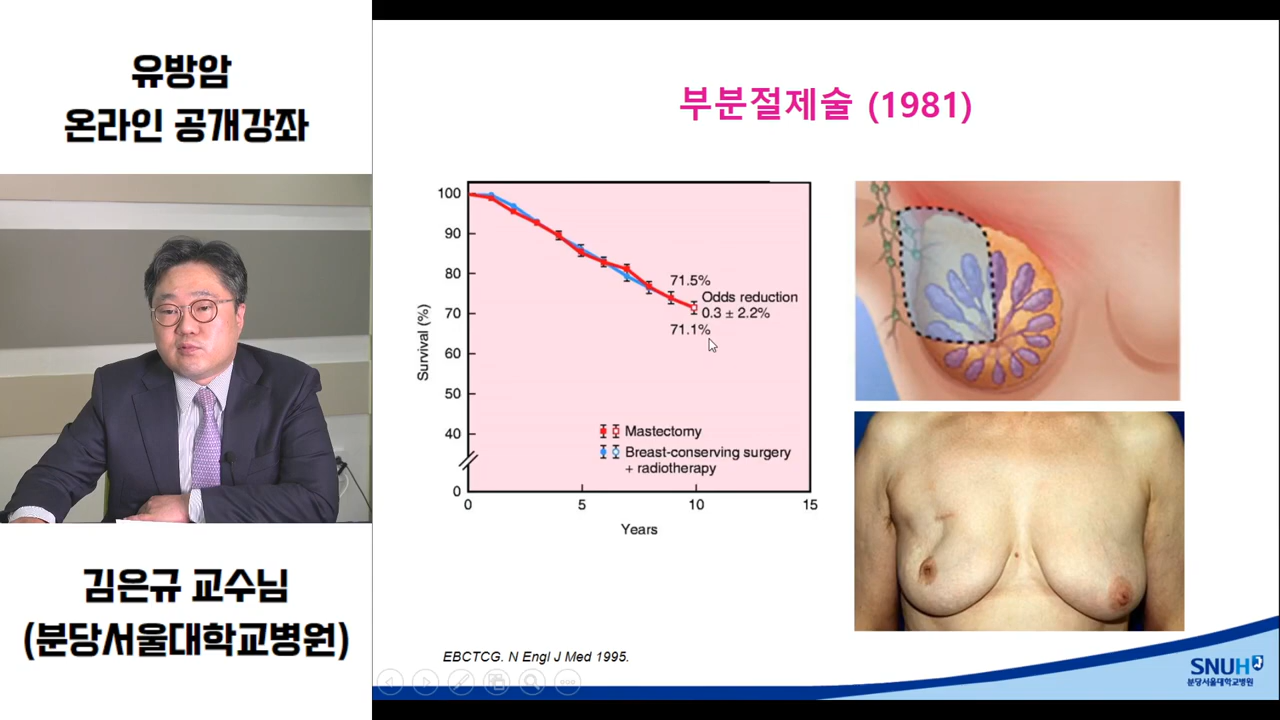 유방암
온라인 공개강좌
김은규 교수님
(분당서울대학교병원)
부분절제술 (1981)
Survival (%)
100
90
80
70
60
50
40
0
0
5
10
15
Years
71.5%
Odds reduction
0.3 ± 2.2%
71.1%
Mastectomy
Breast-conserving surgery
+ radiotherapy
EBCTCG. N Engl J Med 1995.
SNUH
분당서울대학교병원